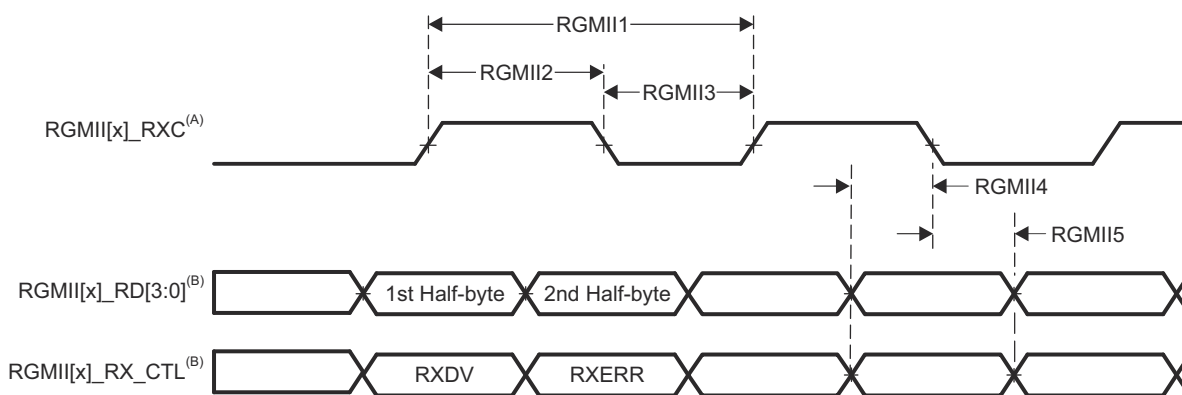 RGMII1
RGMII2
RGMII3
RGMII[x]_RXC(A)
RGMII4
RGMII5
RGMII[x]_RD[3:0](B)
1st Half-byte
2nd Half-byte
RGMII[x]_RX_CTL(B)
RXDV
RXERR